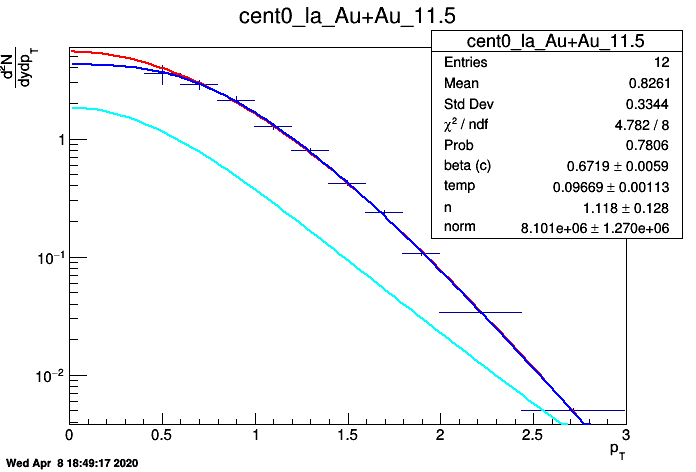 cent0_la_Au+Au_11.5
d²N
dydp_T
cent0_la_Au+Au_11.5
Entries 12
Mean 0.8261
Std Dev 0.3344
χ² / ndf 4.782 / 8
Prob 0.7806
beta (c) 0.6719 ± 0.0059
temp 0.09669 ± 0.00113
n 1.118 ± 0.128
norm 8.101e+06 ± 1.270e+06
1
10⁻¹
10⁻²
0 0.5 1 1.5 2 2.5 3
p_T
Wed Apr 8 18:49:17 2020